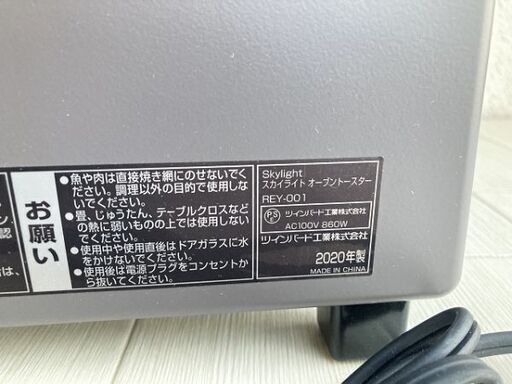 ン
認
は、
お願い
●魚や肉は直接焼き網にのせないでく
ださい。調理以外の目的で使用しな
いでください。
●畳、じゅうたん、テーブルクロスなど
の熱に弱いものの上では使用しない
でください。
●使用中や使用直後はドアガラスに水
をかけないでください。
●使用後は電源プラグをコンセントか
ら抜いてください。
Skylight
スカイライト オーブントースター
REY-001
PS E ツインバード工業株式会社
AC100V 860W
ツインバード工業株式会社
2020年製
MADE IN CHINA